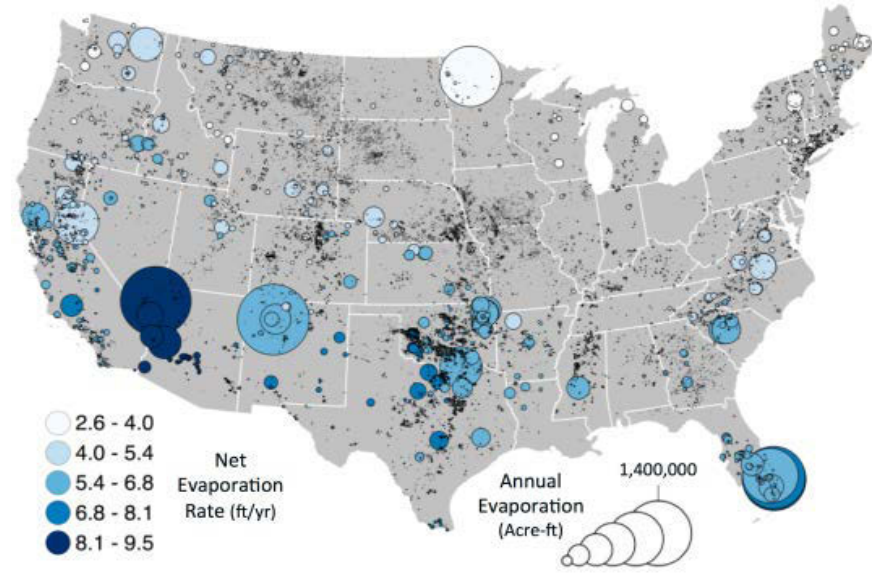 2.6 - 4.0
4.0 - 5.4
5.4 - 6.8
6.8 - 8.1
8.1 - 9.5
Net
Evaporation
Rate (ft/yr)
Annual
Evaporation
(Acre-ft)
1,400,000